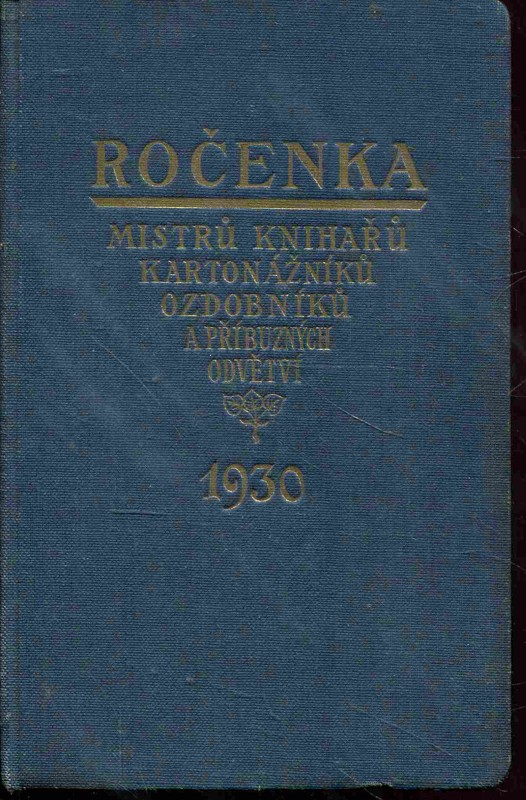 ROČENKA
MISTRŮ KNIHAŘŮ
KARTONÁŽNÍKŮ
OZDOBNÍKŮ
A PŘÍBUZNÝCH
ODVĚTVÍ
1930